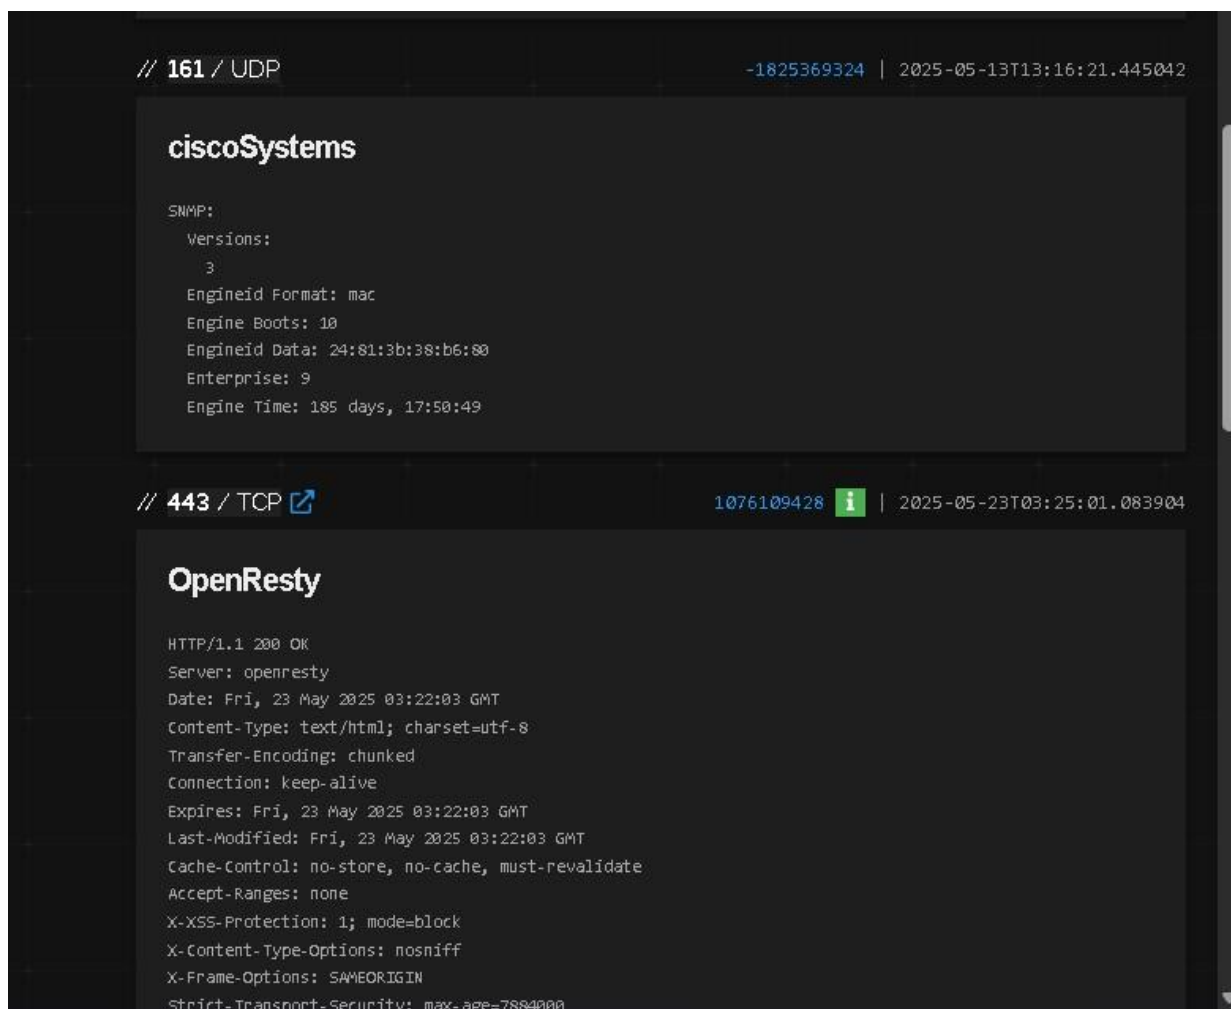 // 161 / UDP
-1825369324 | 2025-05-13T13:16:21.445042
ciscoSystems
SNMP:
Versions:
3
Engineid Format: mac
Engine Boots: 10
Engineid Data: 24:81:3b:38:b6:80
Enterprise: 9
Engine Time: 185 days, 17:50:49
// 443 / TCP
1076109428 i | 2025-05-23T03:25:01.083904
OpenResty
HTTP/1.1 200 OK
Server: openresty
Date: Fri, 23 May 2025 03:22:03 GMT
Content-Type: text/html; charset=utf-8
Transfer-Encoding: chunked
Connection: keep-alive
Expires: Fri, 23 May 2025 03:22:03 GMT
Last-Modified: Fri, 23 May 2025 03:22:03 GMT
Cache-Control: no-store, no-cache, must-revalidate
Accept-Ranges: none
X-XSS-Protection: 1; mode=block
X-Content-Type-Options: nosniff
X-Frame-Options: SAMEORIGIN
Strict-Transport-Security: max-age=7884000